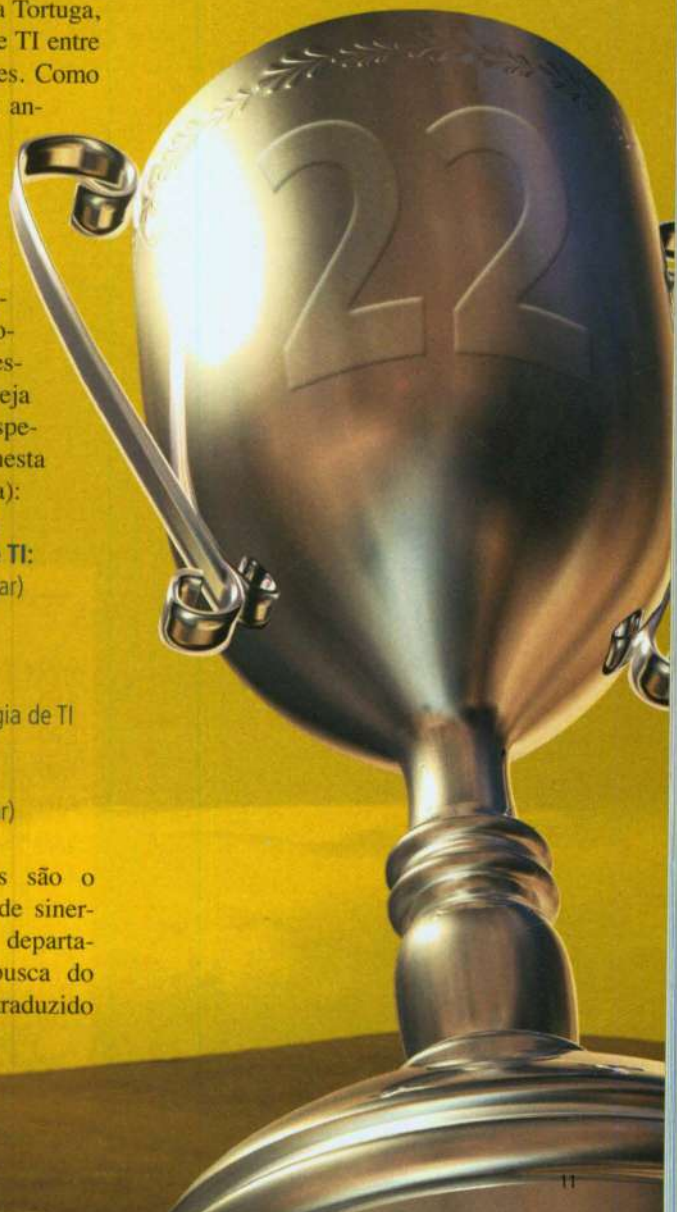 a Tortuga,
e TI entre
es. Como
an-
22
-
o-
es-
eja
spe-
nesta
a):
TI:
ar)
gia de TI
r)
s são o
de siner-
departa-
busca do
raduzido
11